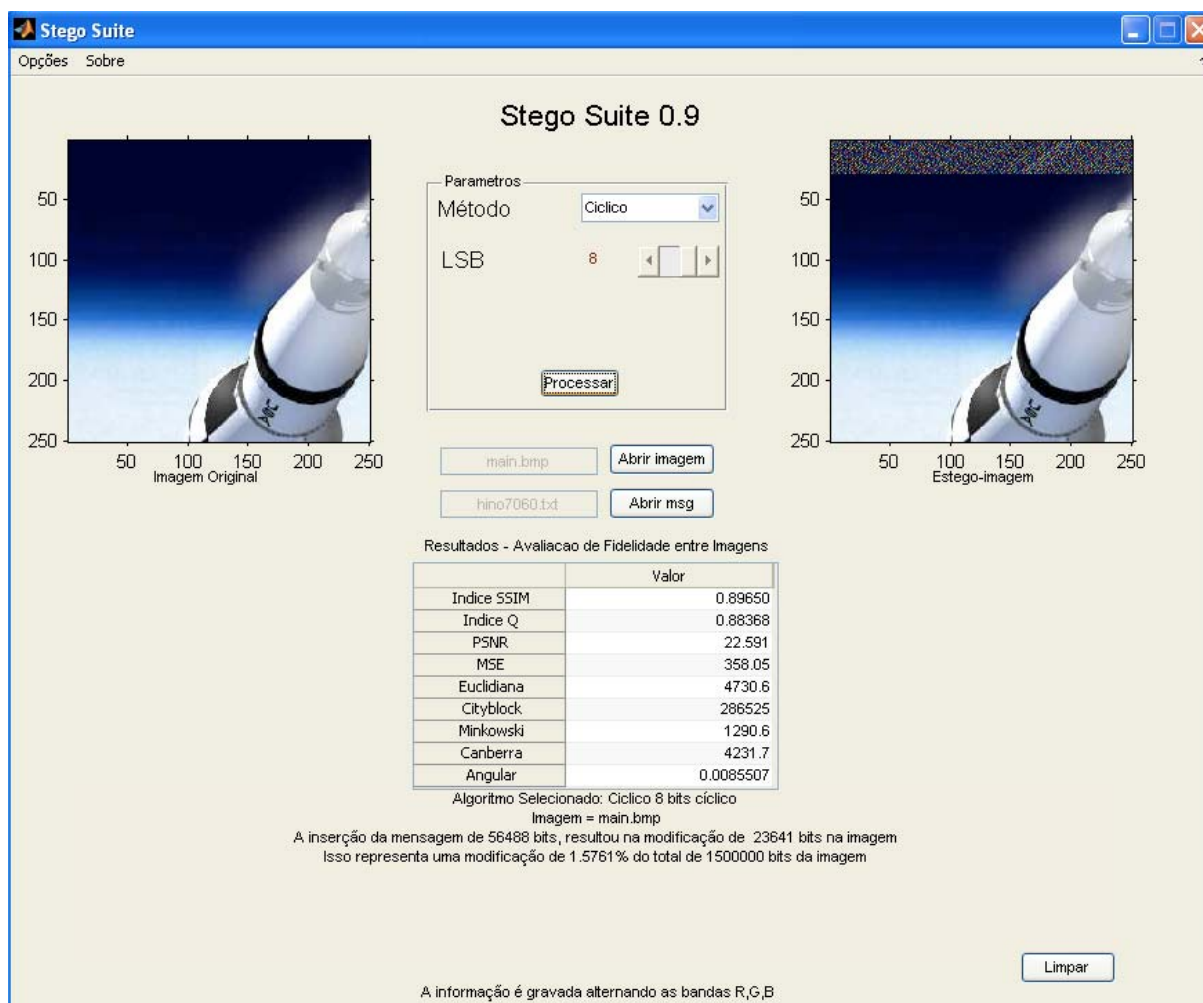 Stego Suite
Opções Sobre
Stego Suite 0.9
50
100
150
200
250
50 100 150 200 250
Imagem Original
Parametros
Método Ciclico
LSB 8
Processar
50
100
150
200
250
50 100 150 200 250
Estego-imagem
main.bmp Abrir imagem
hino7060.txt Abrir msg
Resultados - Avaliacao de Fidelidade entre Imagens
Valor
Indice SSIM 0.89650
Indice Q 0.88368
PSNR 22.591
MSE 358.05
Euclidiana 4730.6
Cityblock 286525
Minkowski 1290.6
Canberra 4231.7
Angular 0.0085507
Algoritmo Selecionado: Ciclico 8 bits cíclico
Imagem = main.bmp
A inserção da mensagem de 56488 bits, resultou na modificação de 23641 bits na imagem
Isso representa uma modificação de 1.5761% do total de 1500000 bits da imagem
Limpar
A informação é gravada alternando as bandas R,G,B